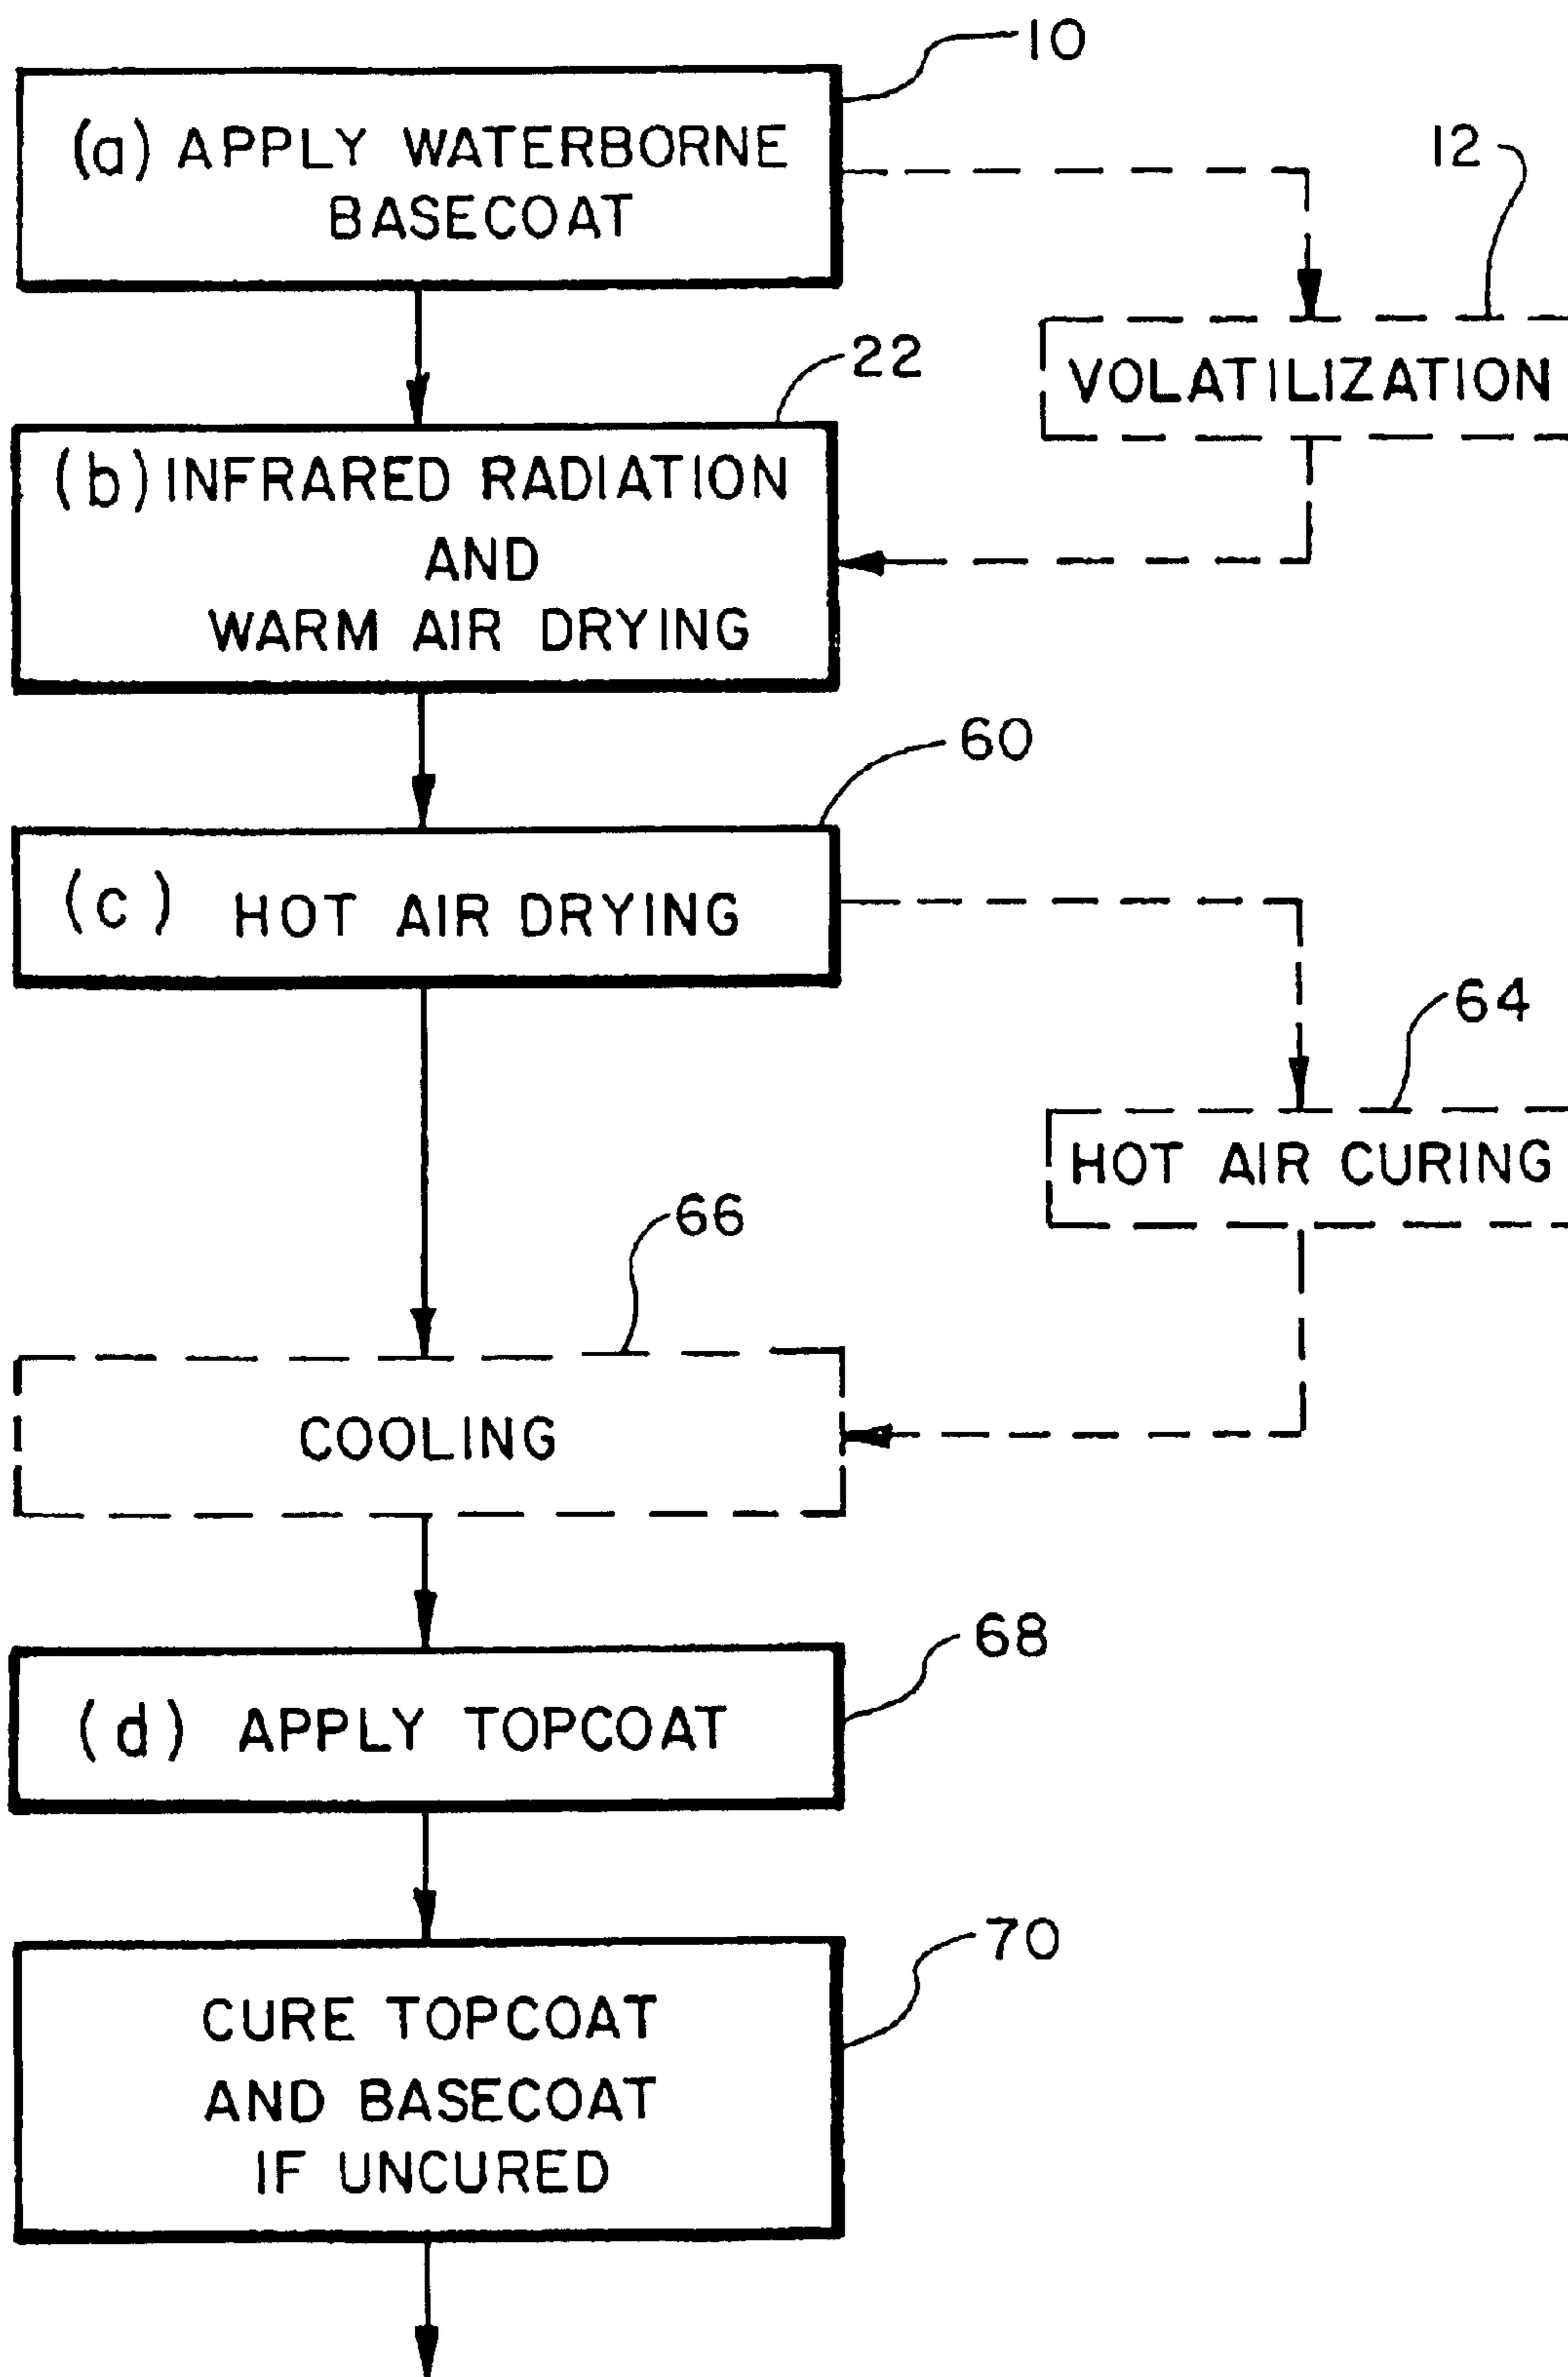 10
(a) APPLY WATERBORNE
BASECOAT
12
VOLATILIZATION
22
(b) INFRARED RADIATION
AND
WARM AIR DRYING
60
(c) HOT AIR DRYING
64
HOT AIR CURING
66
COOLING
68
(d) APPLY TOPCOAT
70
CURE TOPCOAT
AND BASECOAT
IF UNCURED